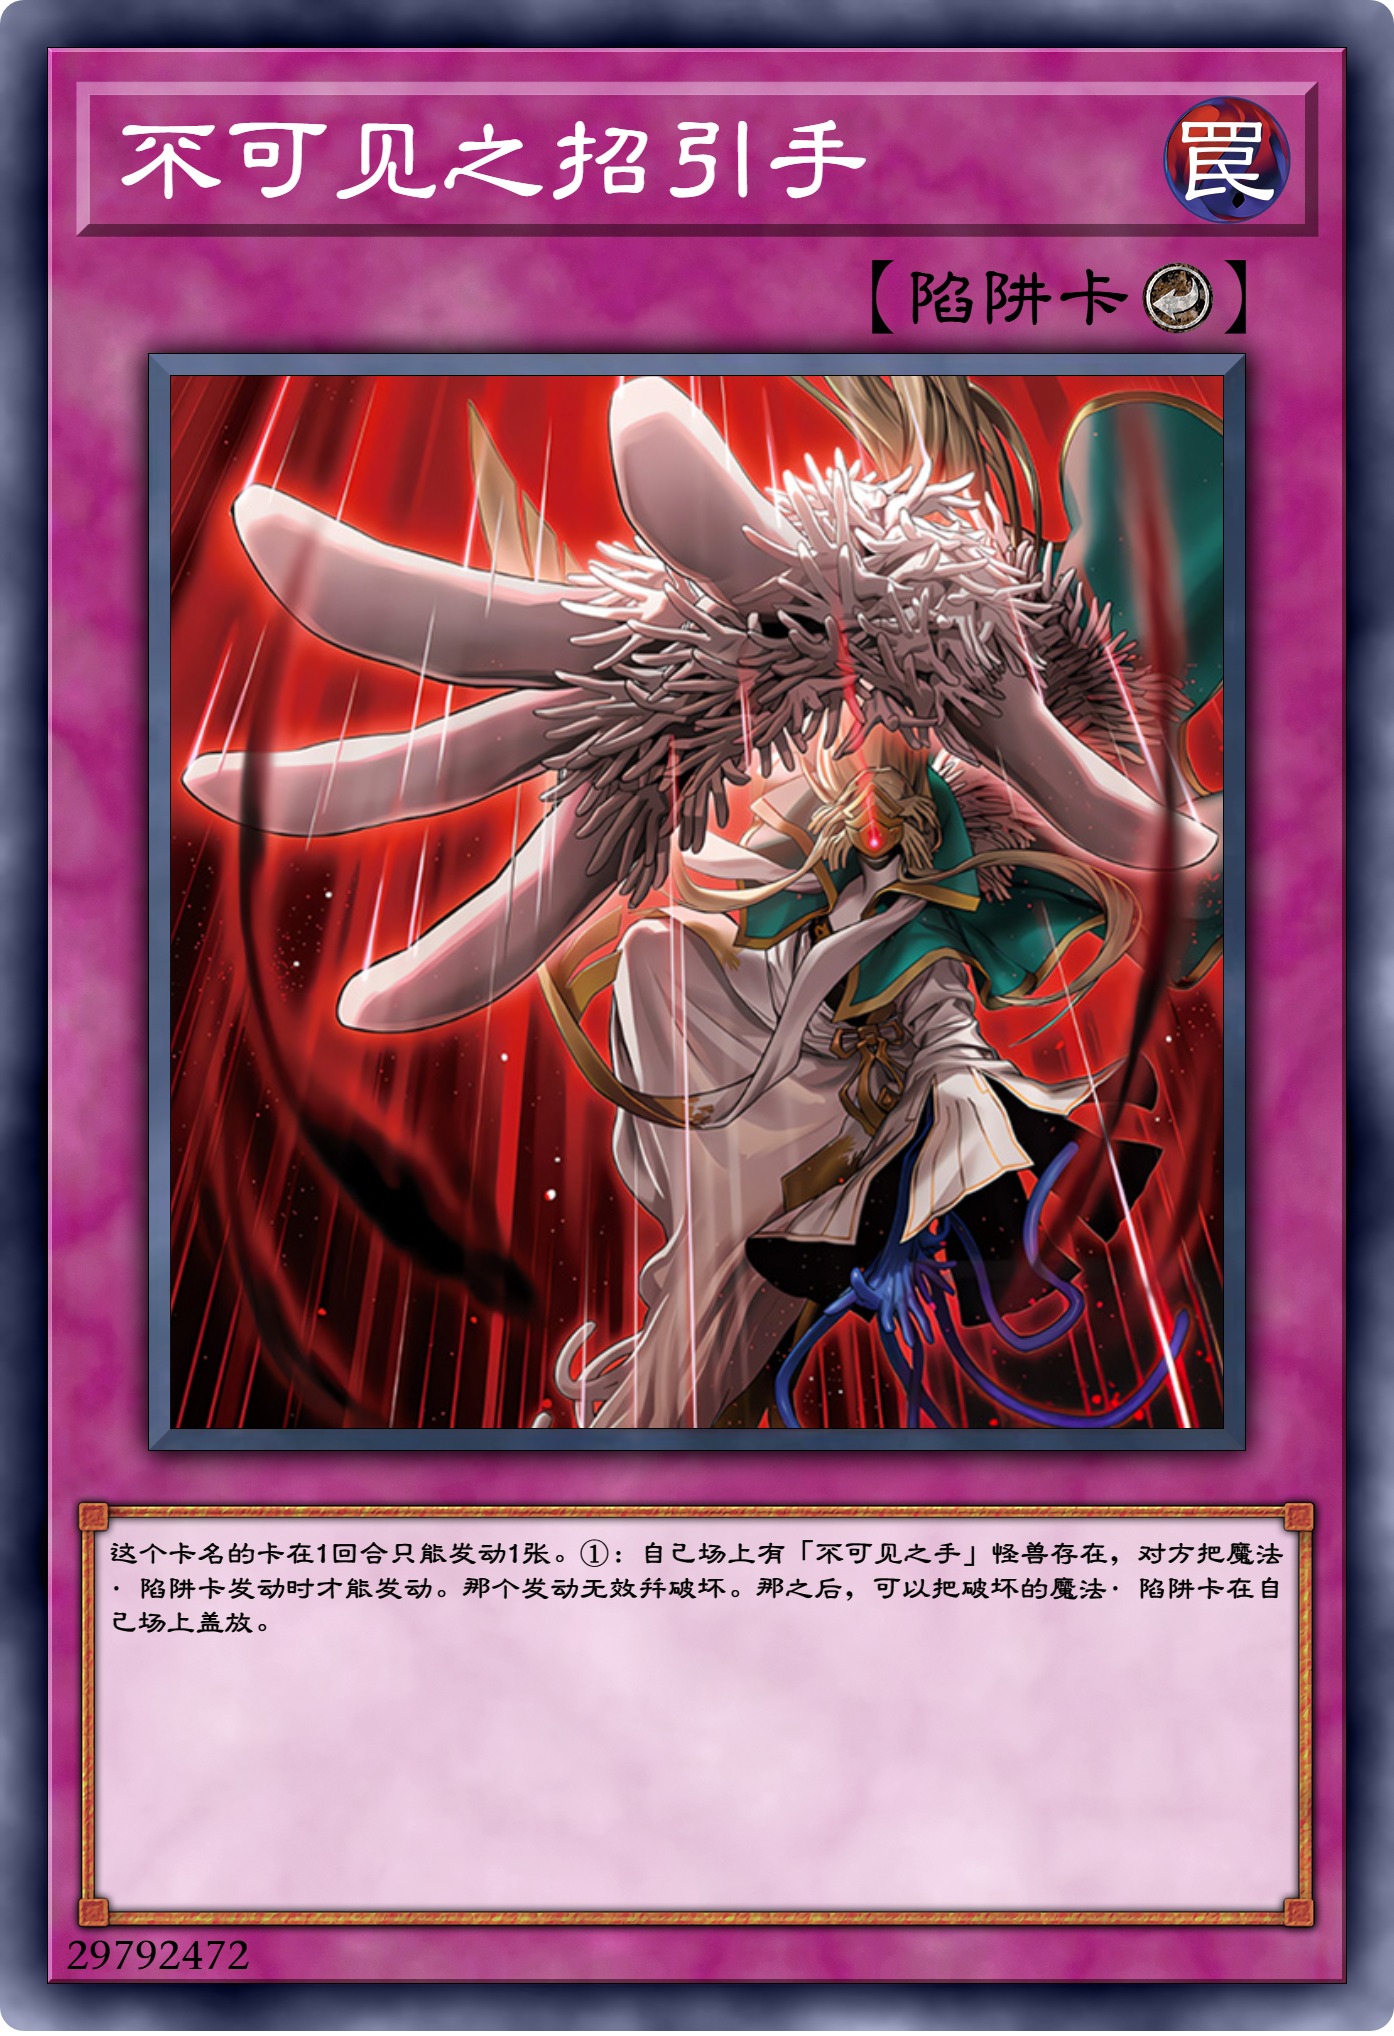 不可见之招引手
罠
【陷阱卡】
这个卡名的卡在1回合只能发动1张。①：自己场上有「不可见之手」怪兽存在，对方把魔法
·陷阱卡发动时才能发动。那个发动无效并破坏。那之后，可以把破坏的魔法·陷阱卡在自
己场上盖放。
29792472